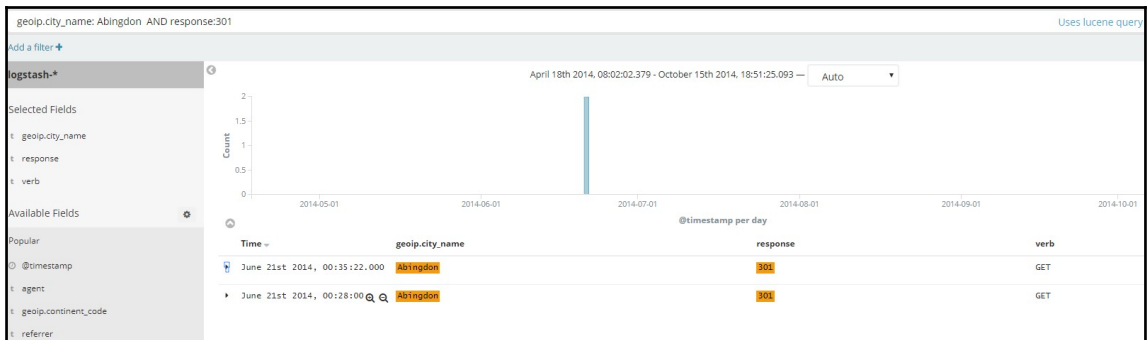 geoip.city_name: Abingdon AND response:301
Uses lucene query
Add a filter +
logstash-*
April 18th 2014, 08:02:02.379 - October 15th 2014, 18:51:25.093 — Auto
Selected Fields
t geoip.city_name
t response
t verb
Available Fields
Popular
@timestamp
t agent
t geoip.continent_code
t referrer
Count
2
1.5
1
0.5
0
2014-05-01 2014-06-01 2014-07-01 2014-08-01 2014-09-01 2014-10-01
@timestamp per day
Time geoip.city_name response verb
June 21st 2014, 00:35:22.000 Abingdon 301 GET
June 21st 2014, 00:28:00 Abingdon 301 GET